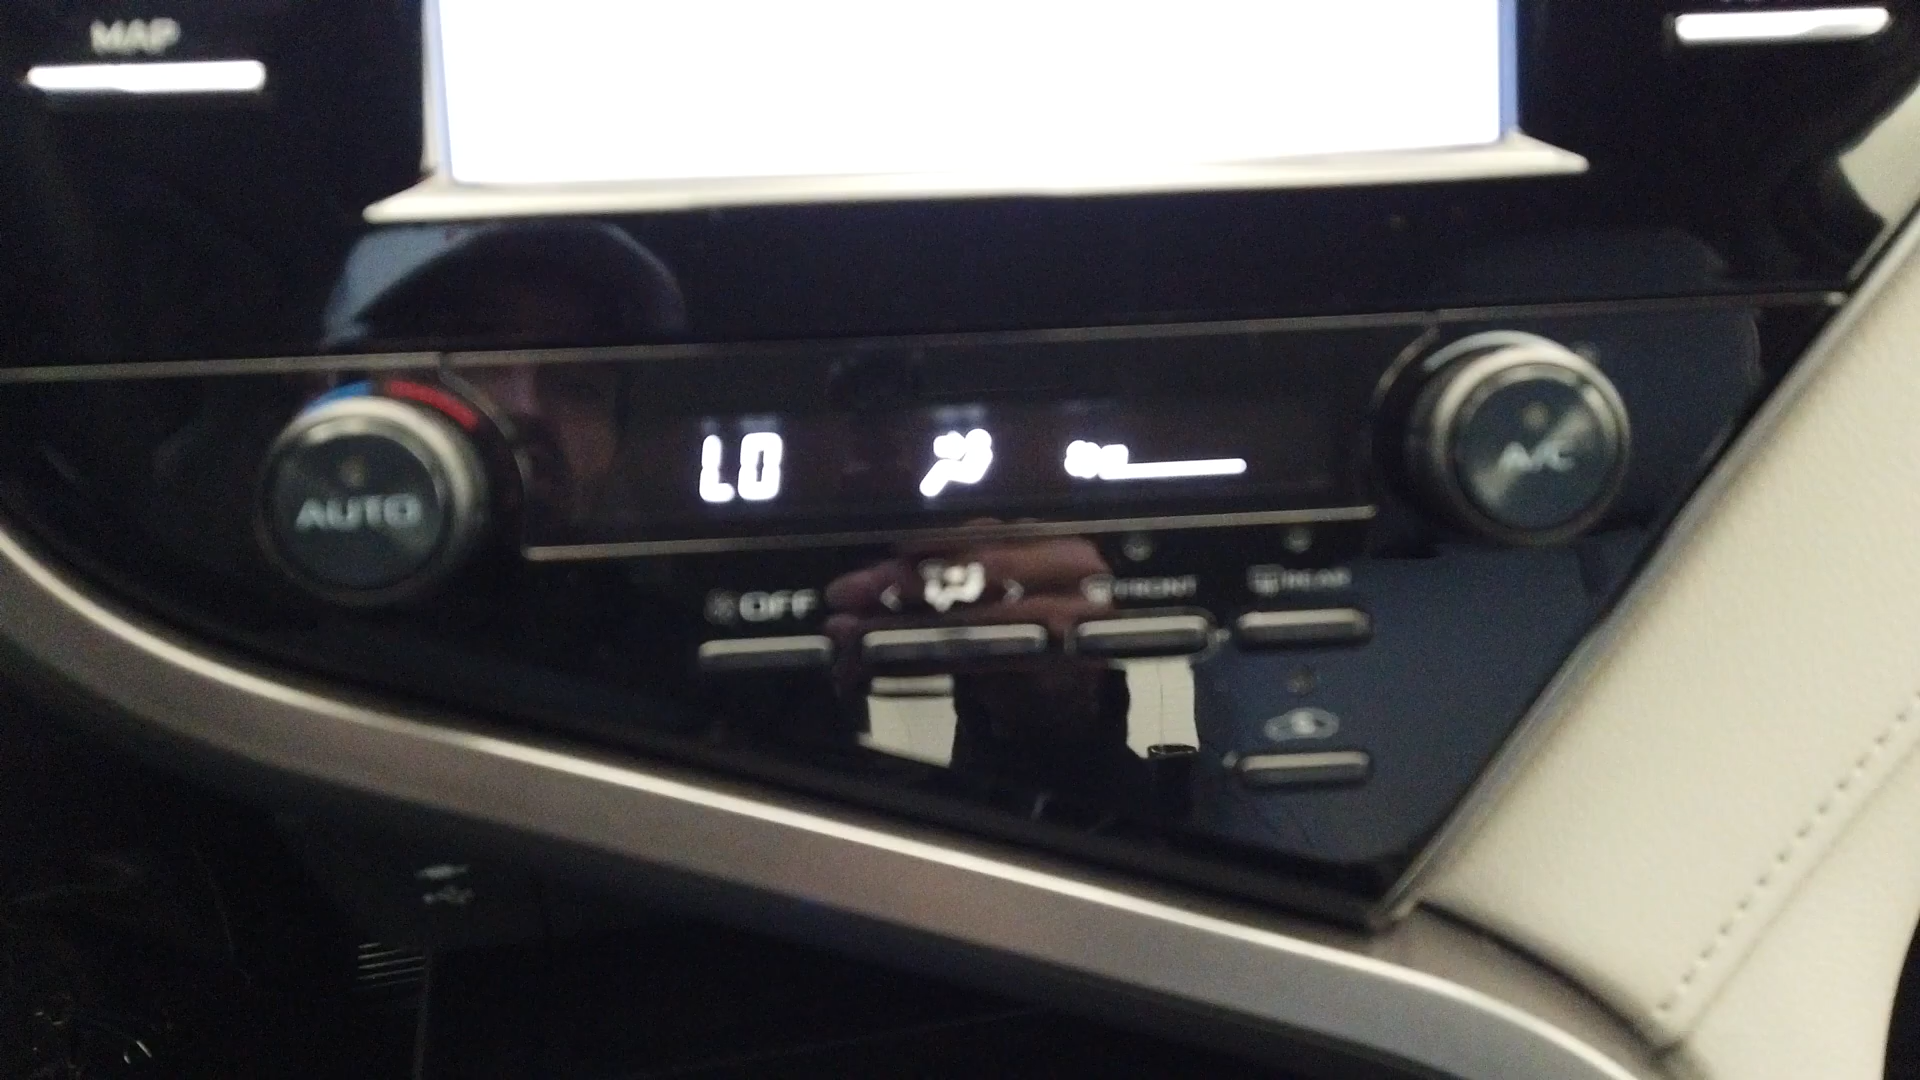 MAP
LO
AUTO
A/C
OFF
< >
FRONT
REAR